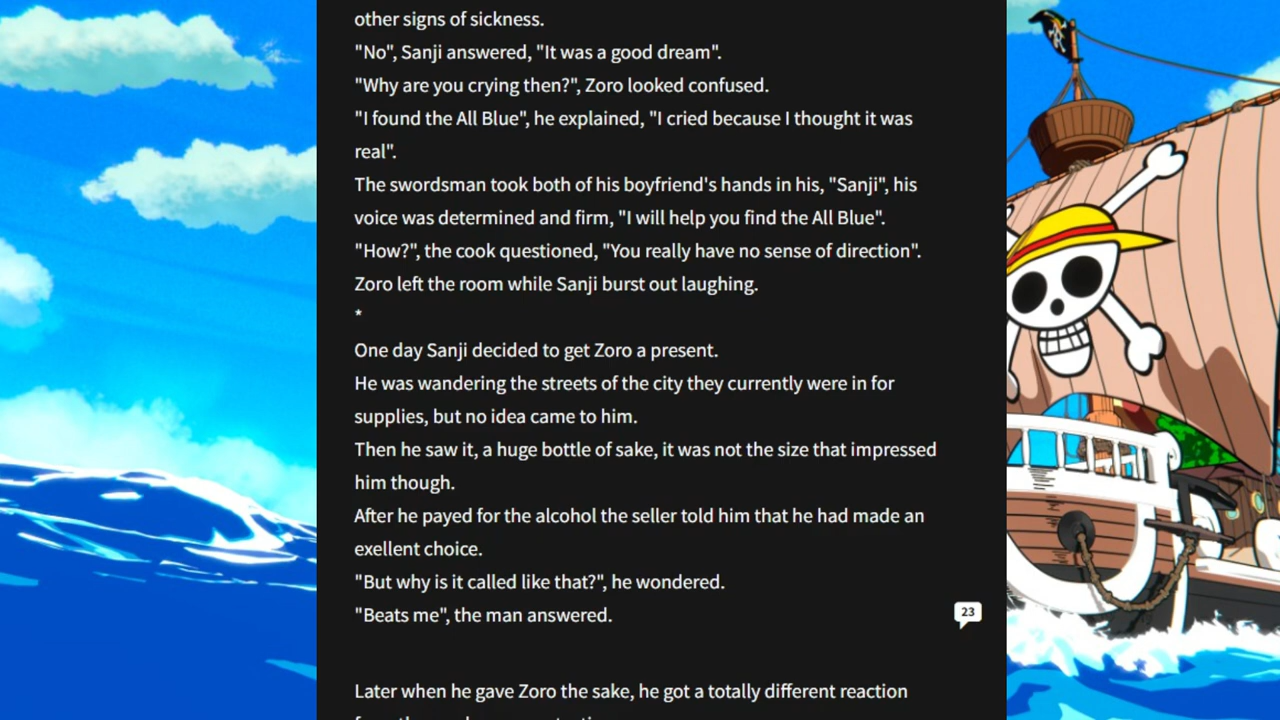 other signs of sickness.
"No", Sanji answered, "It was a good dream".
"Why are you crying then?", Zoro looked confused.
"I found the All Blue", he explained, "I cried because I thought it was
real".
The swordsman took both of his boyfriend's hands in his, "Sanji", his
voice was determined and firm, "I will help you find the All Blue".
"How?", the cook questioned, "You really have no sense of direction".
Zoro left the room while Sanji burst out laughing.
*
One day Sanji decided to get Zoro a present.
He was wandering the streets of the city they currently were in for
supplies, but no idea came to him.
Then he saw it, a huge bottle of sake, it was not the size that impressed
him though.
After he payed for the alcohol the seller told him that he had made an
exellent choice.
"But why is it called like that?", he wondered.
"Beats me", the man answered.
23
Later when he gave Zoro the sake, he got a totally different reaction